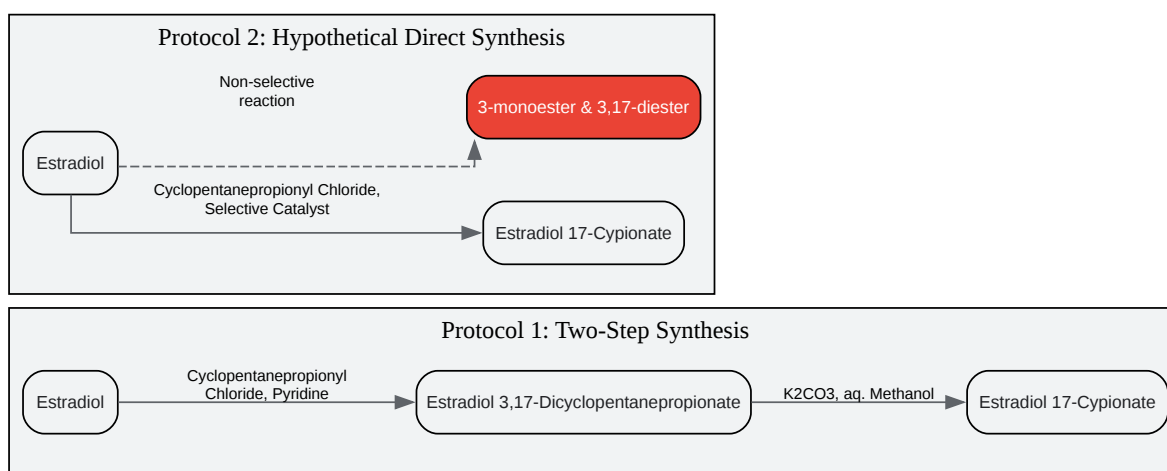 Protocol 2: Hypothetical Direct Synthesis
Non-selective
reaction
3-monoester & 3,17-diester
Estradiol
Cyclopentanepropionyl Chloride,
Selective Catalyst
Estradiol 17-Cypionate
Protocol 1: Two-Step Synthesis
Estradiol
Cyclopentanepropionyl
Chloride, Pyridine
Estradiol 3,17-Dicyclopentanepropionate
K2CO3, aq. Methanol
Estradiol 17-Cypionate